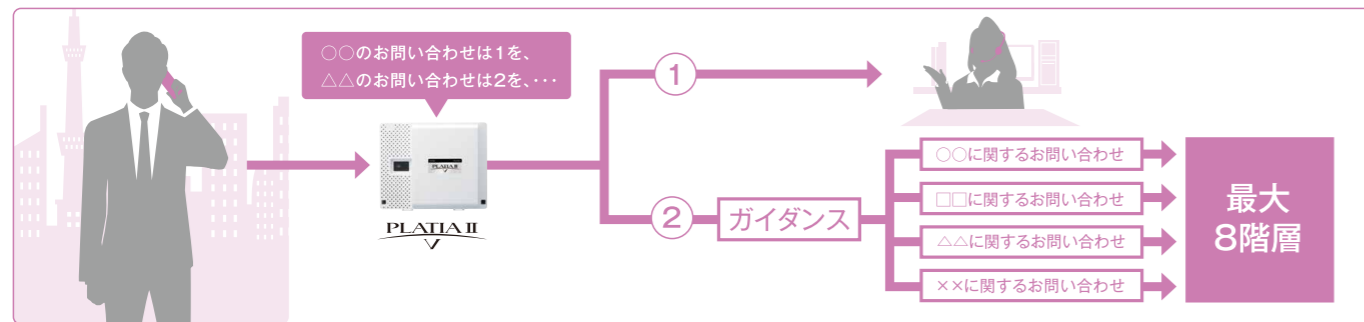 ○○のお問い合わせは1を、
△△のお問い合わせは2を、・・・
PLATIA II
PLATIA II
①
②
ガイダンス
○○に関するお問い合わせ
□□に関するお問い合わせ
△△に関するお問い合わせ
××に関するお問い合わせ
最大
8階層